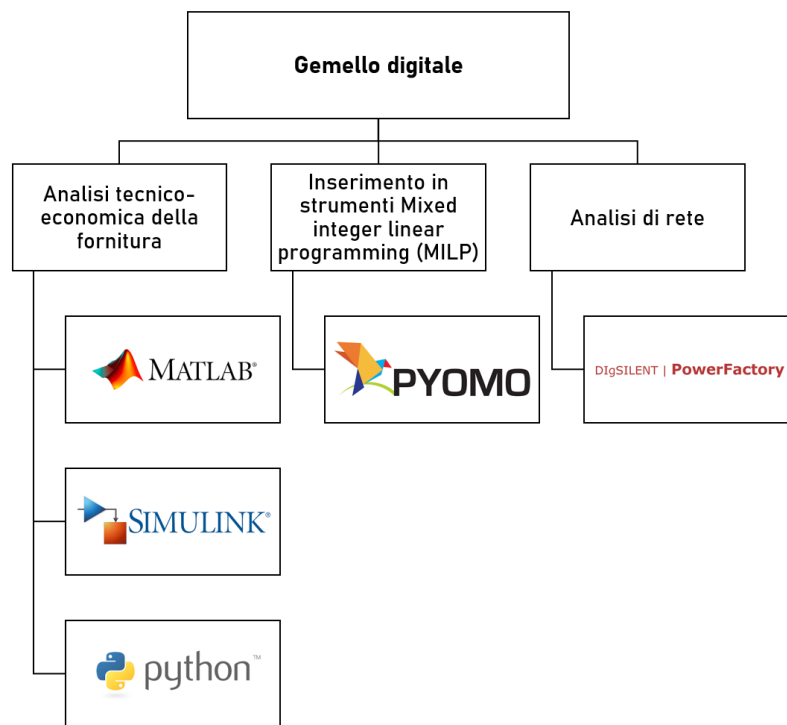 Gemello digitale
Analisi tecnico-
economica della
fornitura
Inserimento in
strumenti Mixed
integer linear
programming (MILP)
Analisi di rete
MATLAB®
PYOMO
DIgSILENT | PowerFactory
SIMULINK®
python™